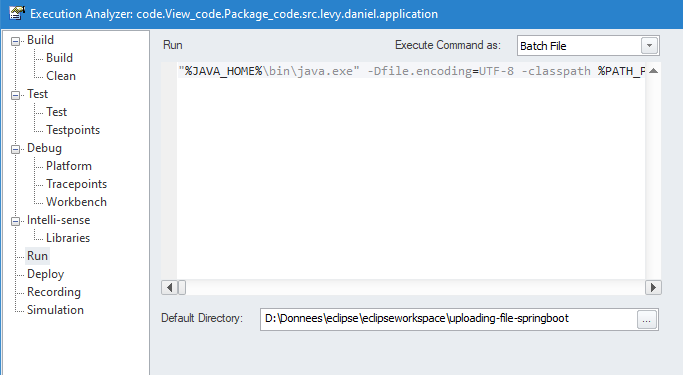 Execution Analyzer: code.View_code.Package_code.src.levy.daniel.application
Build
Build
Clean
Test
Test
Testpoints
Debug
Platform
Tracepoints
Workbench
Intelli-sense
Libraries
Run
Deploy
Recording
Simulation
Run Execute Command as: Batch File
"%JAVA_HOME%\bin\java.exe" -Dfile.encoding=UTF-8 -classpath %PATH_P
Default Directory: D:\Donnees\eclipse\eclipseworkspace\uploading-file-springboot ...